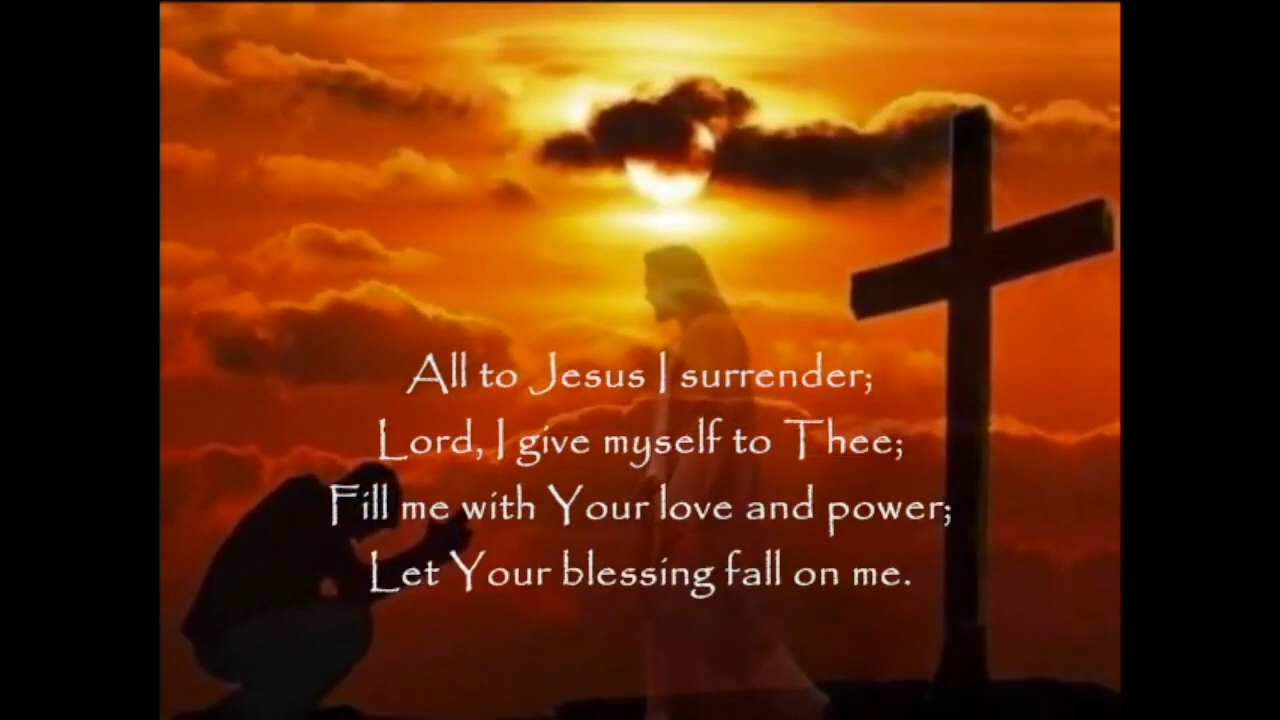 All to Jesus I surrender;
Lord, I give myself to Thee;
Fill me with Your love and power;
Let Your blessing fall on me.